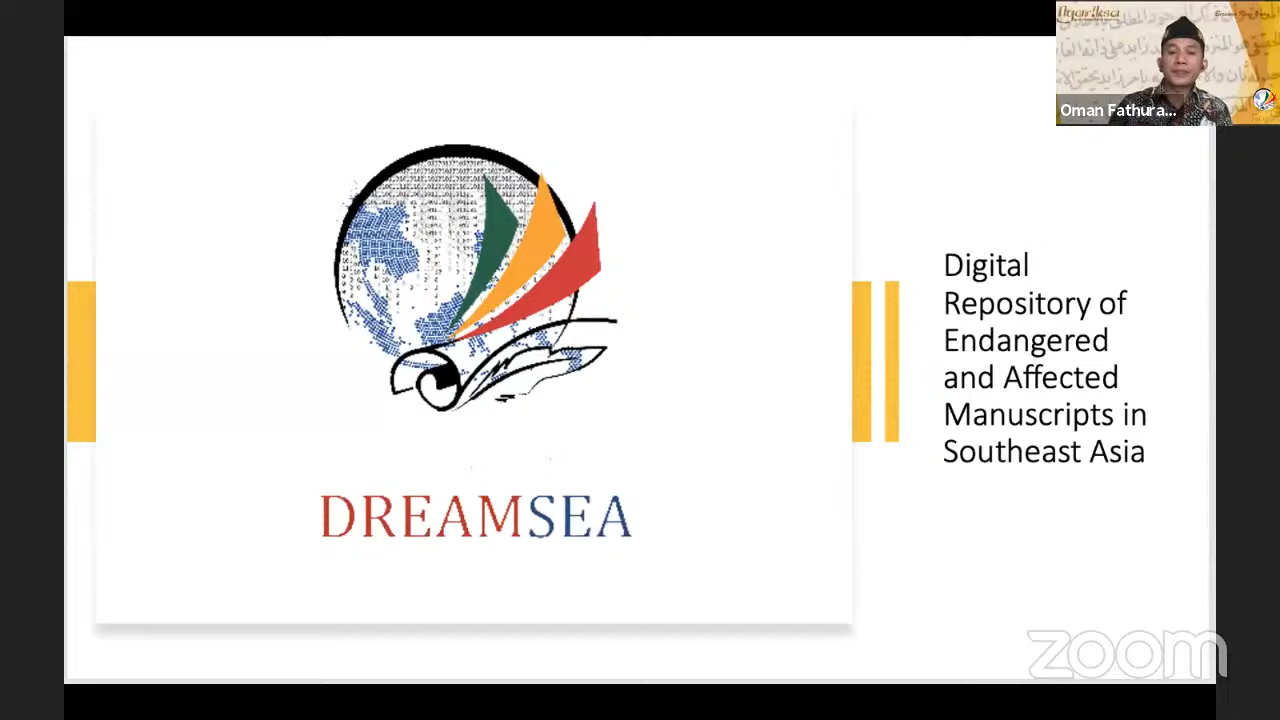 Oman Fathura...
DREAMSEA
Digital
Repository of
Endangered
and Affected
Manuscripts in
Southeast Asia
zoom